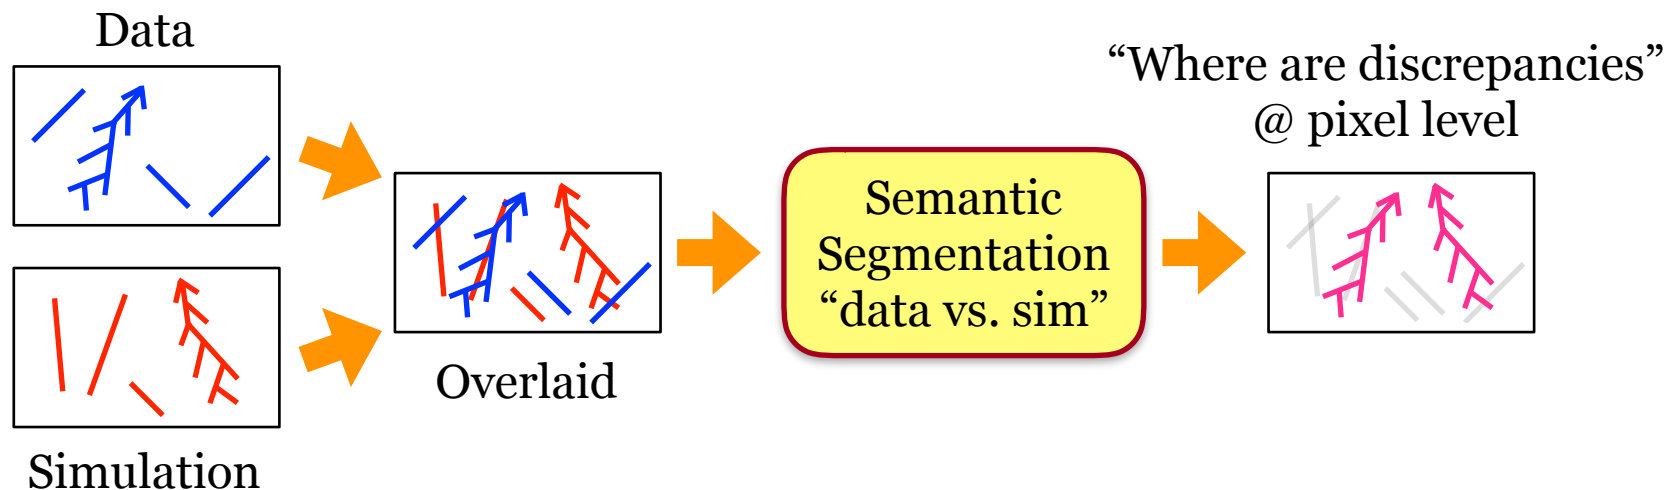 Data
Simulation
Overlaid
Semantic
Segmentation
“data vs. sim”
“Where are discrepancies”
@ pixel level